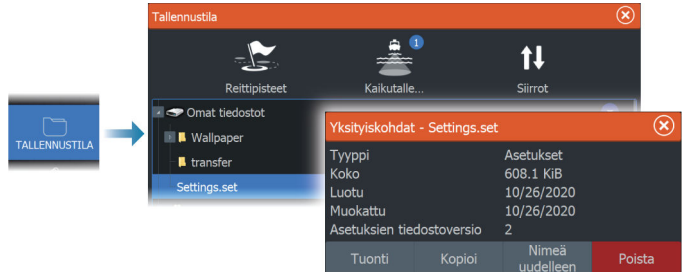 Tallennustila
1
Reittipisteet
Kaikutalle...
Siirrot
TALLENNUSTILA
Omat tiedostot
Wallpaper
transfer
Settings.set
Yksityiskohdat - Settings.set
Tyyppi Asetukset
Koko 608.1 KiB
Luotu 10/26/2020
Muokattu 10/26/2020
Asetuksien tiedostoversio 2
Tuonti
Kopioi
Nimeä
uudelleen
Poista